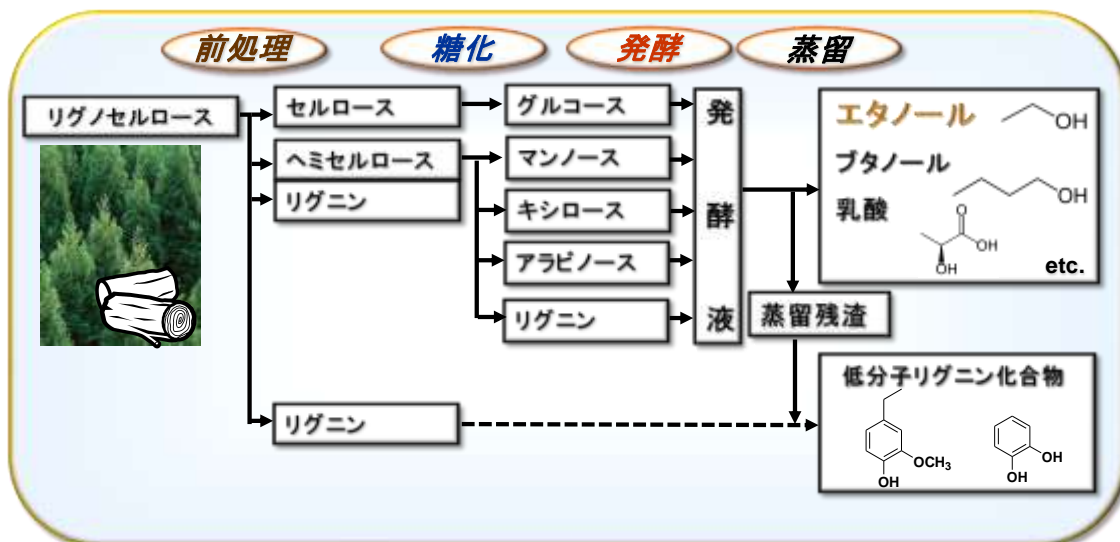 前処理
糖化
発酵
蒸留
リグノセルロース
セルロース
ヘミセルロース
リグニン
グルコース
マンノース
キシロース
アラビノース
リグニン
発酵液
エタノール
OH
ブタノール
OH
乳酸
O
OH
OH
etc.
蒸留残渣
リグニン
低分子リグニン化合物
OCH3
OH
OH
OH